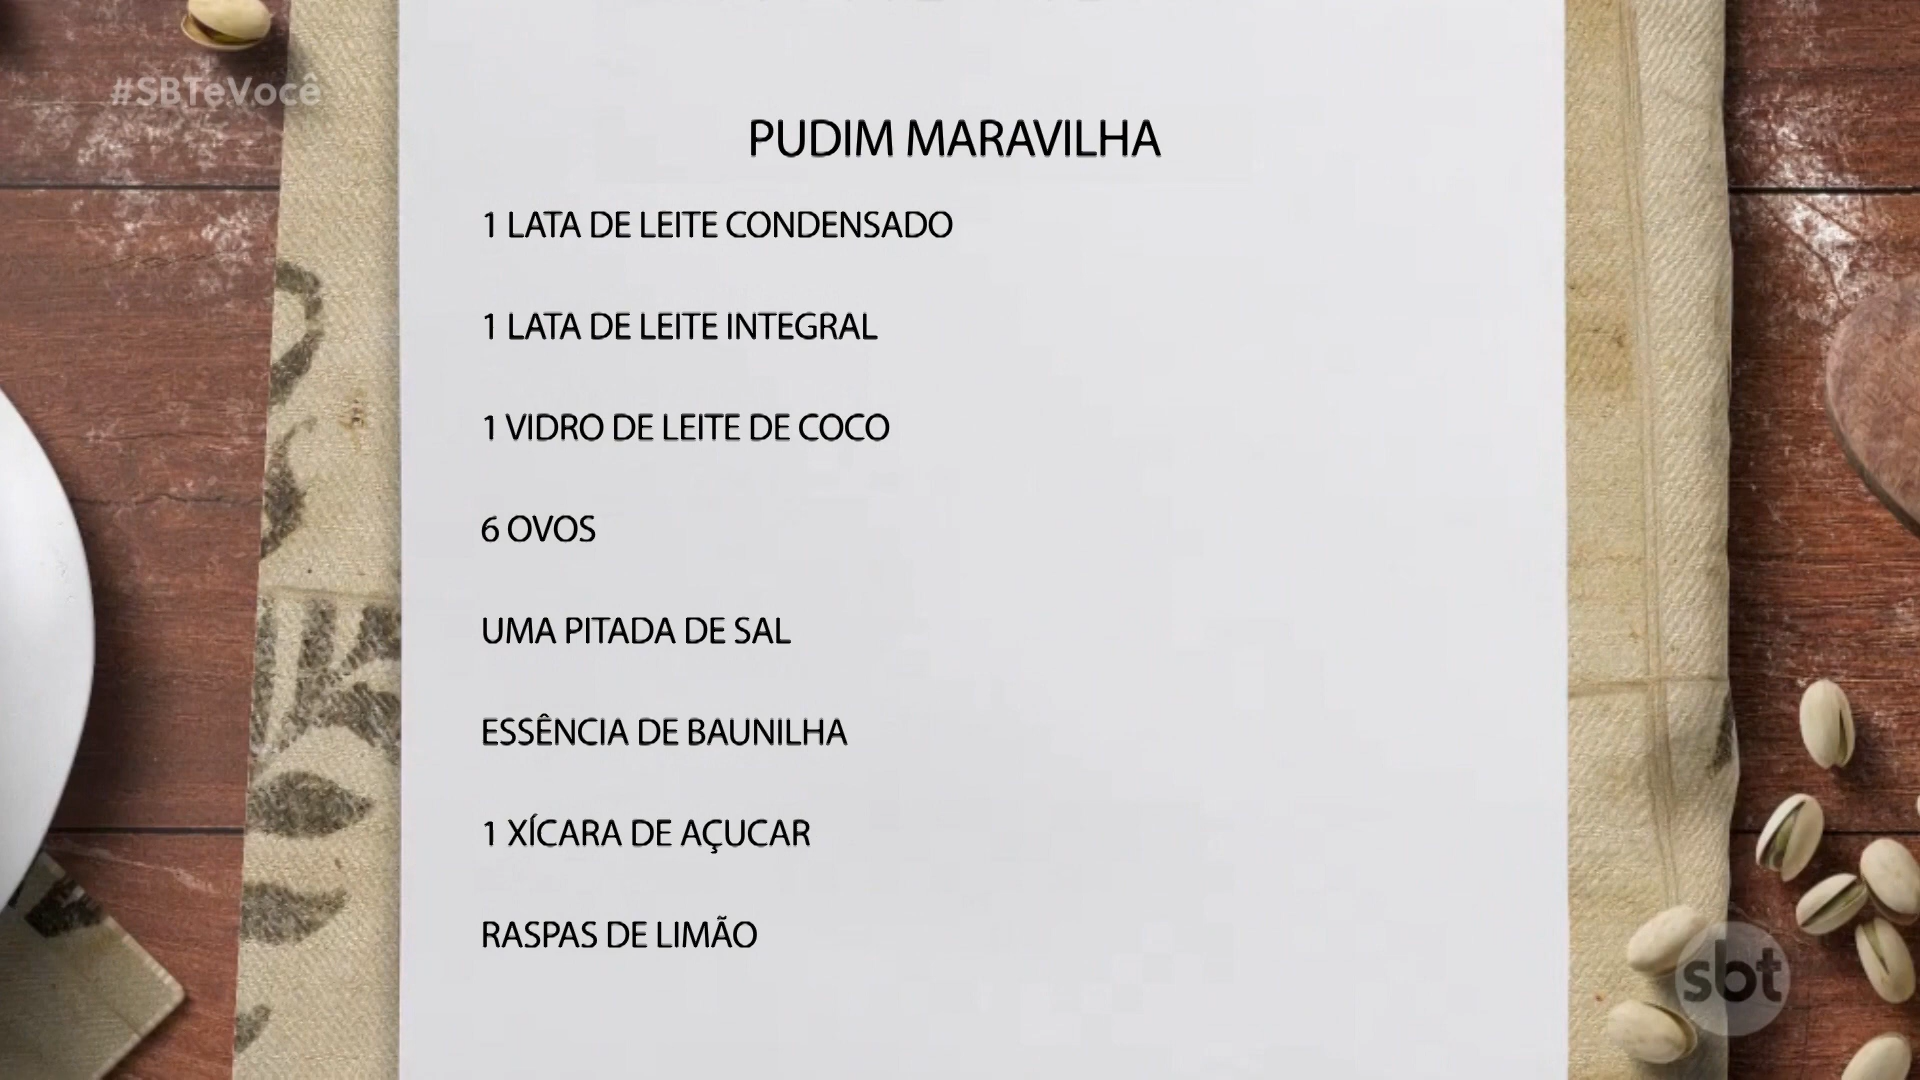 #SBTeVocê
PUDIM MARAVILHA
1 LATA DE LEITE CONDENSADO
1 LATA DE LEITE INTEGRAL
1 VIDRO DE LEITE DE COCO
6 OVOS
UMA PITADA DE SAL
ESSÊNCIA DE BAUNILHA
1 XÍCARA DE AÇUCAR
RASPAS DE LIMÃO
sbt